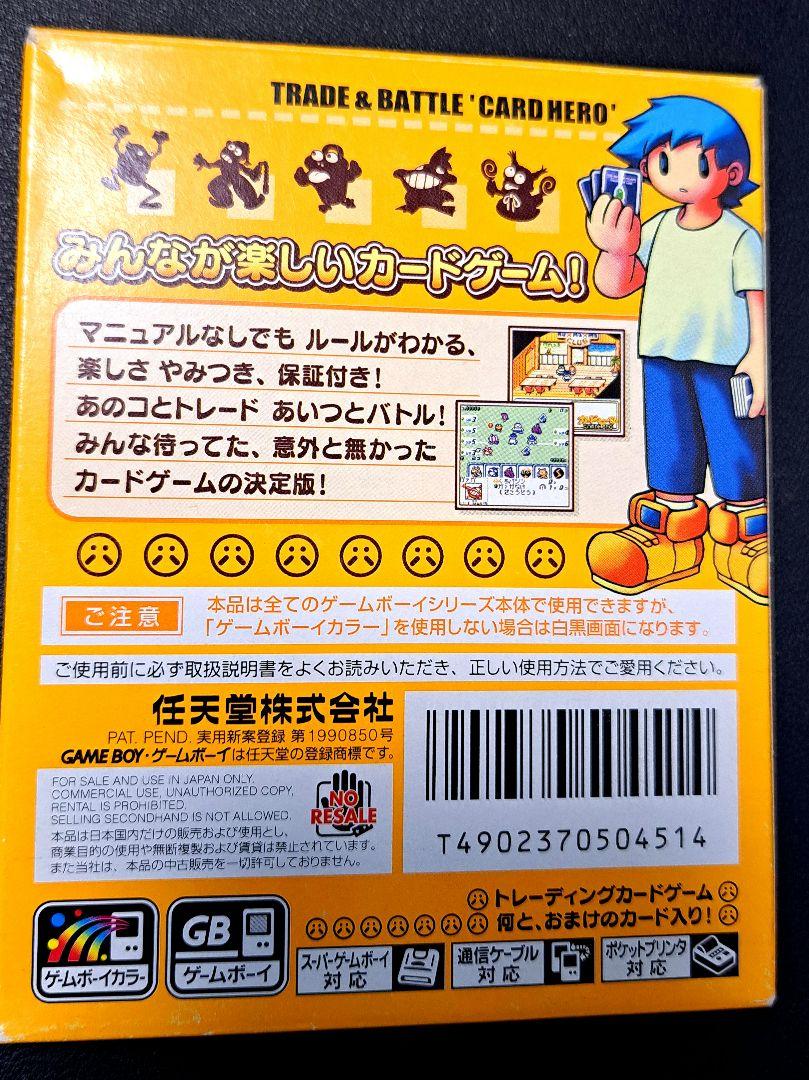 TRADE & BATTLE 'CARD HERO'
みんなが楽しいカードゲーム!
マニュアルなしでも ルールがわかる、
楽しさ やみつき、保証付き!
あのコとトレード あいつとバトル!
みんな待ってた、意外と無かった
カードゲームの決定版!
CLUB
ご注意
本品は全てのゲームボーイシリーズ本体で使用できますが、
「ゲームボーイカラー」を使用しない場合は白黒画面になります。
ご使用前に必ず取扱説明書をよくお読みいただき、正しい使用方法でご愛用ください。
任天堂株式会社
PAT. PEND. 実用新案登録 第1990850号
GAME BOY・ゲームボーイは任天堂の登録商標です。
FOR SALE AND USE IN JAPAN ONLY.
COMMERCIAL USE, UNAUTHORIZED COPY,
RENTAL IS PROHIBITED.
SELLING SECONDHAND IS NOT ALLOWED.
本品は日本国内だけの販売および使用とし、
商業目的の使用や無断複製および賃貸は禁止されています。
また当社は、本品の中古販売を一切許可しておりません。
NO
RESALE
T4902370504514
トレーディングカードゲーム
何と、おまけのカード入り!
ゲームボーイカラー
GB
ゲームボーイ
スーパーゲームボーイ
対応
通信ケーブル
対応
ポケットプリンタ
対応